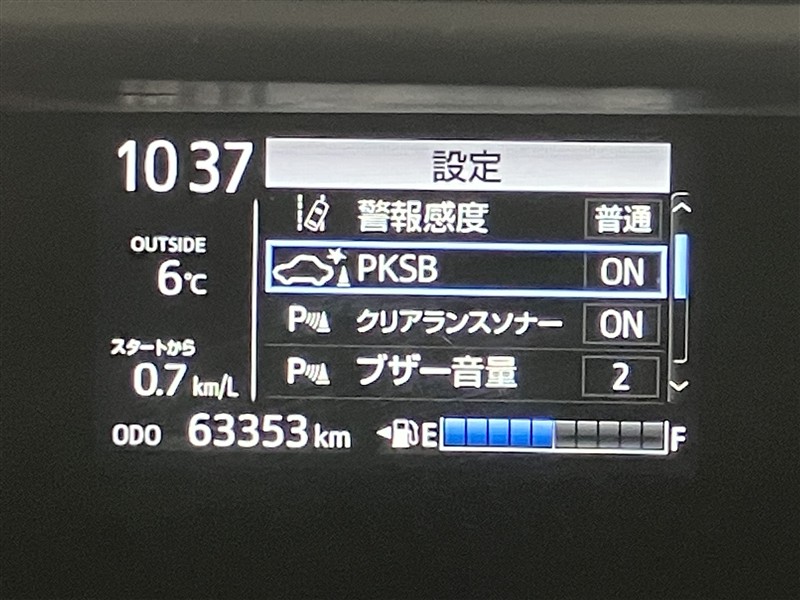 10 37
設定
警報感度 普通
OUTSIDE
6℃
PKSB ON
P クリアランスソナー ON
スタートから
0.7 km/L
P ブザー音量 2
ODO 63353 km E F